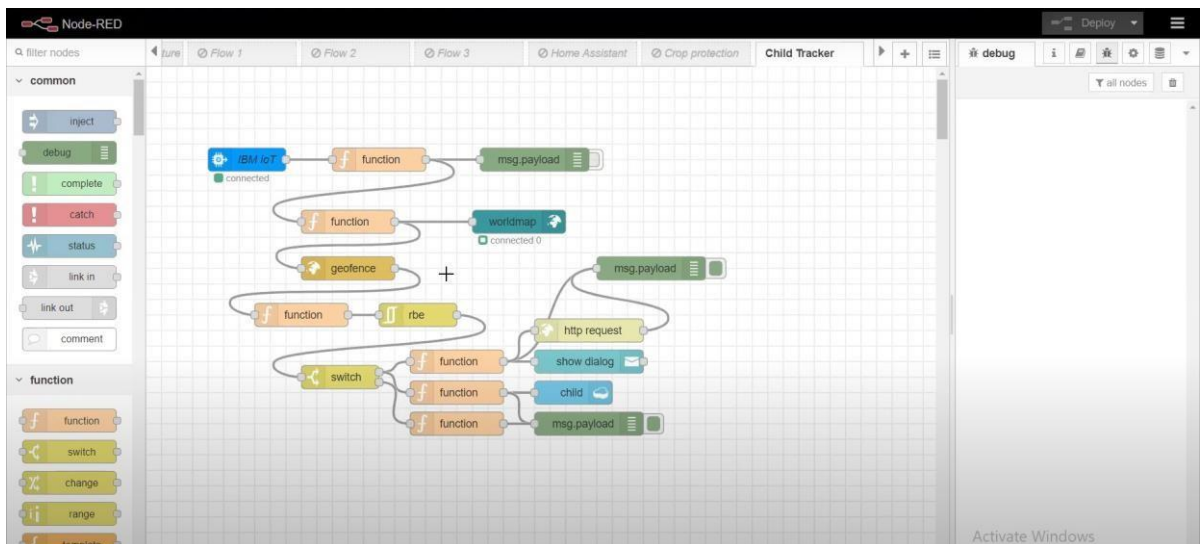 Node-RED
Deploy
filter nodes
ture
Flow 1
Flow 2
Flow 3
Home Assistant
Crop protection
Child Tracker
debug
i
all nodes
common
inject
debug
complete
catch
status
link in
link out
comment
function
function
switch
change
range
template
IBM IoT
connected
function
msg.payload
function
worldmap
connected 0
geofence
msg.payload
function
rbe
http request
function
show dialog
switch
function
child
function
msg.payload
Activate Windows